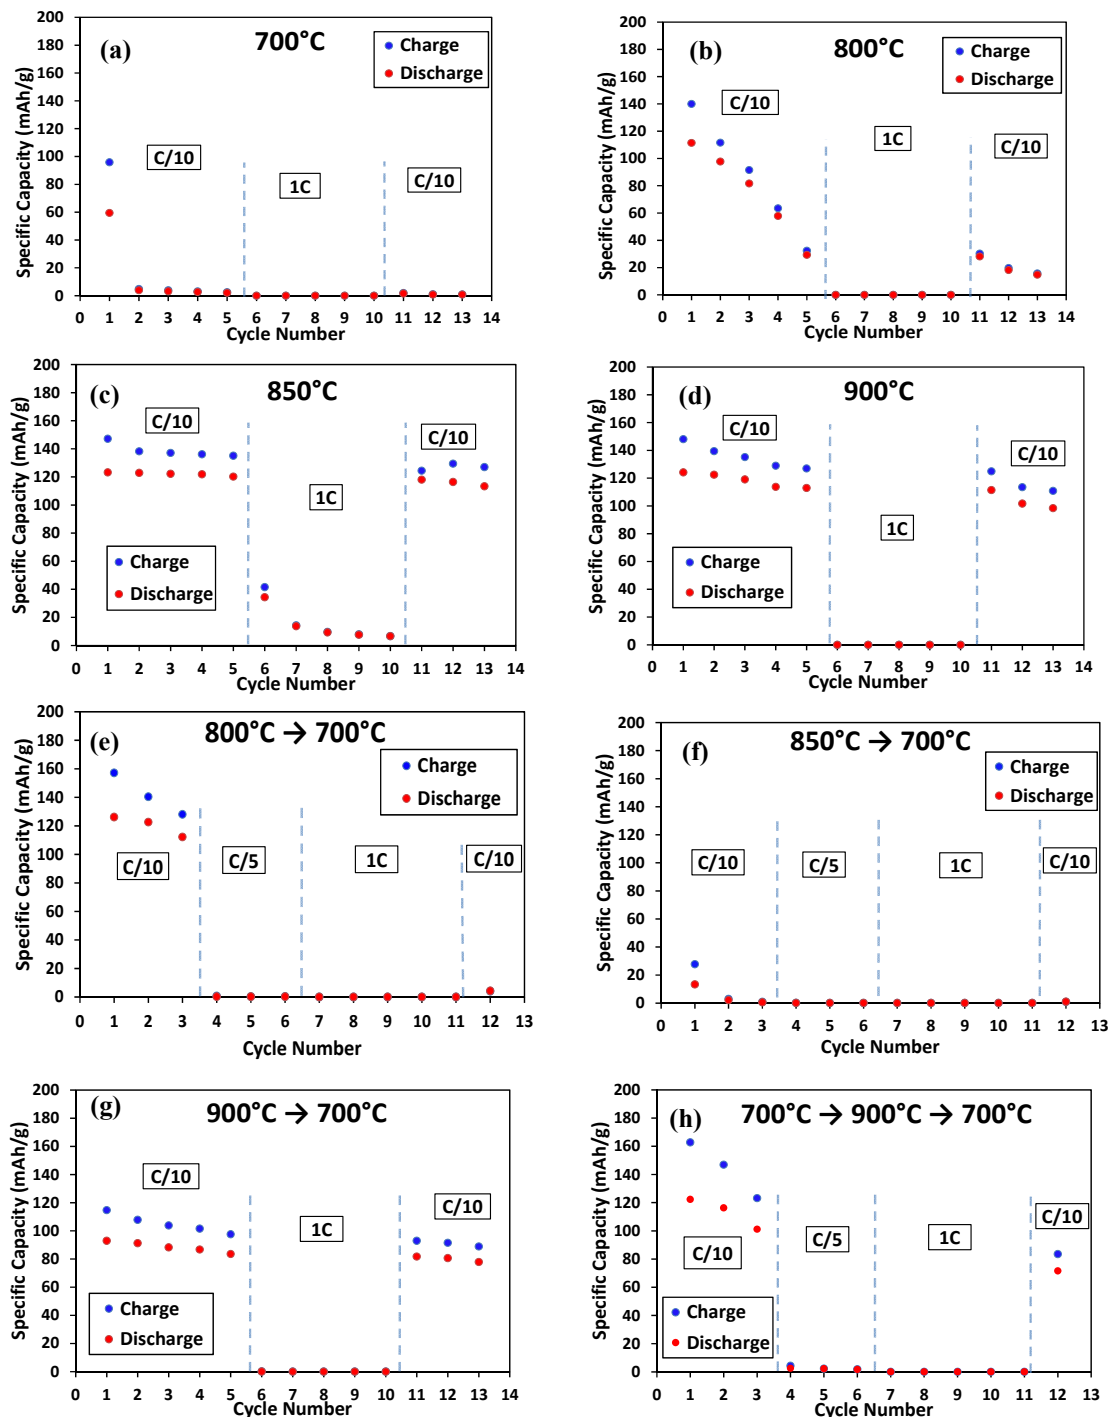 (a)
700°C
Charge
Discharge
C/10
1C
C/10
Specific Capacity (mAh/g)
200
180
160
140
120
100
80
60
40
20
0
0 1 2 3 4 5 6 7 8 9 10 11 12 13 14
Cycle Number
(b)
800°C
Charge
Discharge
C/10
1C
C/10
Specific Capacity (mAh/g)
200
180
160
140
120
100
80
60
40
20
0
0 1 2 3 4 5 6 7 8 9 10 11 12 13 14
Cycle Number
(c)
850°C
C/10
1C
C/10
Charge
Discharge
Specific Capacity (mAh/g)
200
180
160
140
120
100
80
60
40
20
0
0 1 2 3 4 5 6 7 8 9 10 11 12 13 14
Cycle Number
(d)
900°C
C/10
1C
C/10
Charge
Discharge
Specific Capacity (mAh/g)
200
180
160
140
120
100
80
60
40
20
0
0 1 2 3 4 5 6 7 8 9 10 11 12 13 14
Cycle Number
(e)
800°C → 700°C
Charge
Discharge
C/10
C/5
1C
C/10
Specific Capacity (mAh/g)
200
180
160
140
120
100
80
60
40
20
0
0 1 2 3 4 5 6 7 8 9 10 11 12 13
Cycle Number
(f)
850°C → 700°C
Charge
Discharge
C/10
C/5
1C
C/10
Specific Capacity (mAh/g)
200
180
160
140
120
100
80
60
40
20
0
0 1 2 3 4 5 6 7 8 9 10 11 12 13
Cycle Number
(g)
900°C → 700°C
C/10
1C
C/10
Charge
Discharge
Specific Capacity (mAh/g)
200
180
160
140
120
100
80
60
40
20
0
0 1 2 3 4 5 6 7 8 9 10 11 12 13 14
Cycle Number
(h)
700°C → 900°C → 700°C
C/10
C/5
1C
C/10
Charge
Discharge
Specific Capacity (mAh/g)
200
180
160
140
120
100
80
60
40
20
0
0 1 2 3 4 5 6 7 8 9 10 11 12 13
Cycle Number